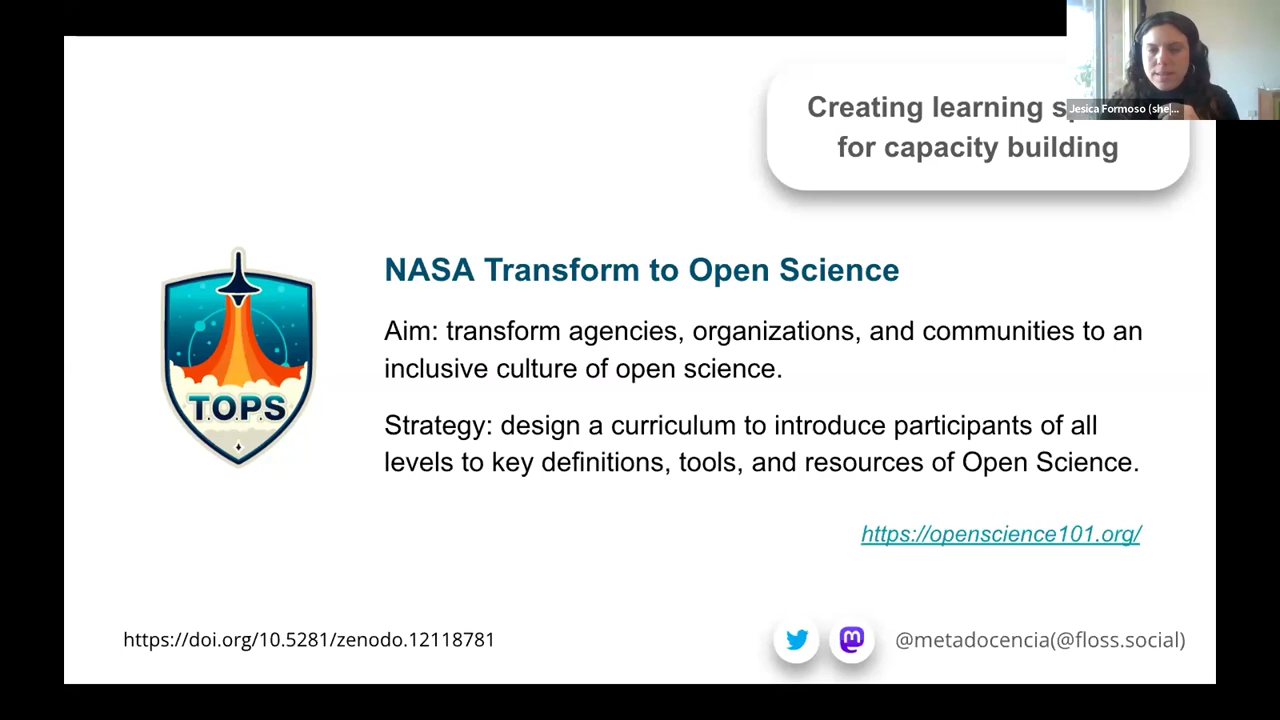 Creating learning
for capacity building
Jesica Formoso (she|...
NASA Transform to Open Science
Aim: transform agencies, organizations, and communities to an
inclusive culture of open science.
T.O.P.S
Strategy: design a curriculum to introduce participants of all
levels to key definitions, tools, and resources of Open Science.
https://openscience101.org/
https://doi.org/10.5281/zenodo.12118781
@metadocencia(@floss.social)